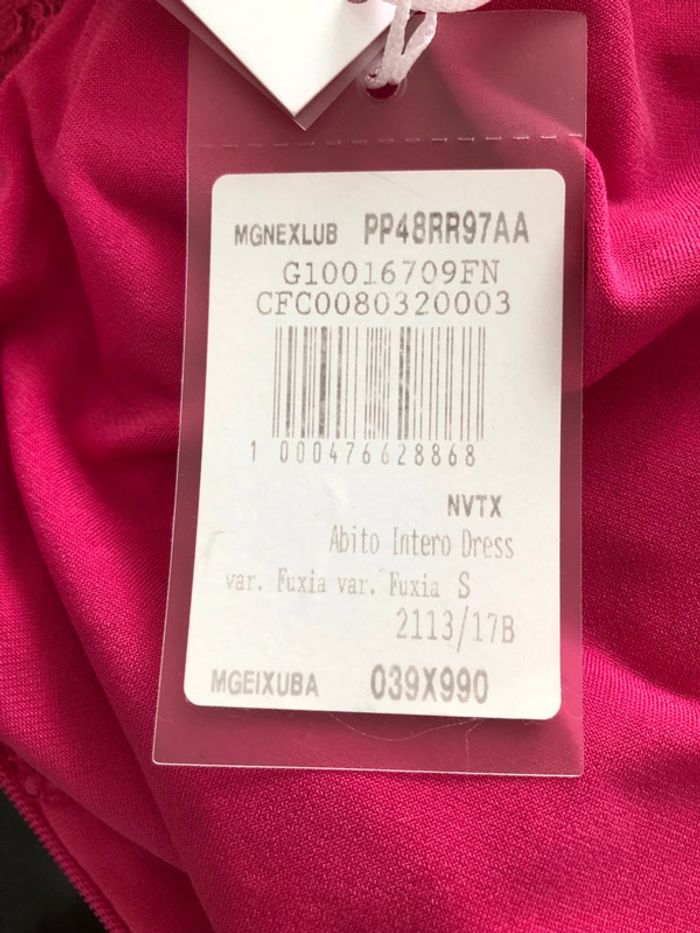 MGNEXLUB PP48RR97AA
G10016709FN
CFC0080320003
1 000476628868
NVTX
Abito Intero Dress
var. Fuxia var. Fuxia S
2113/17B
MGEIXUBA 039X990